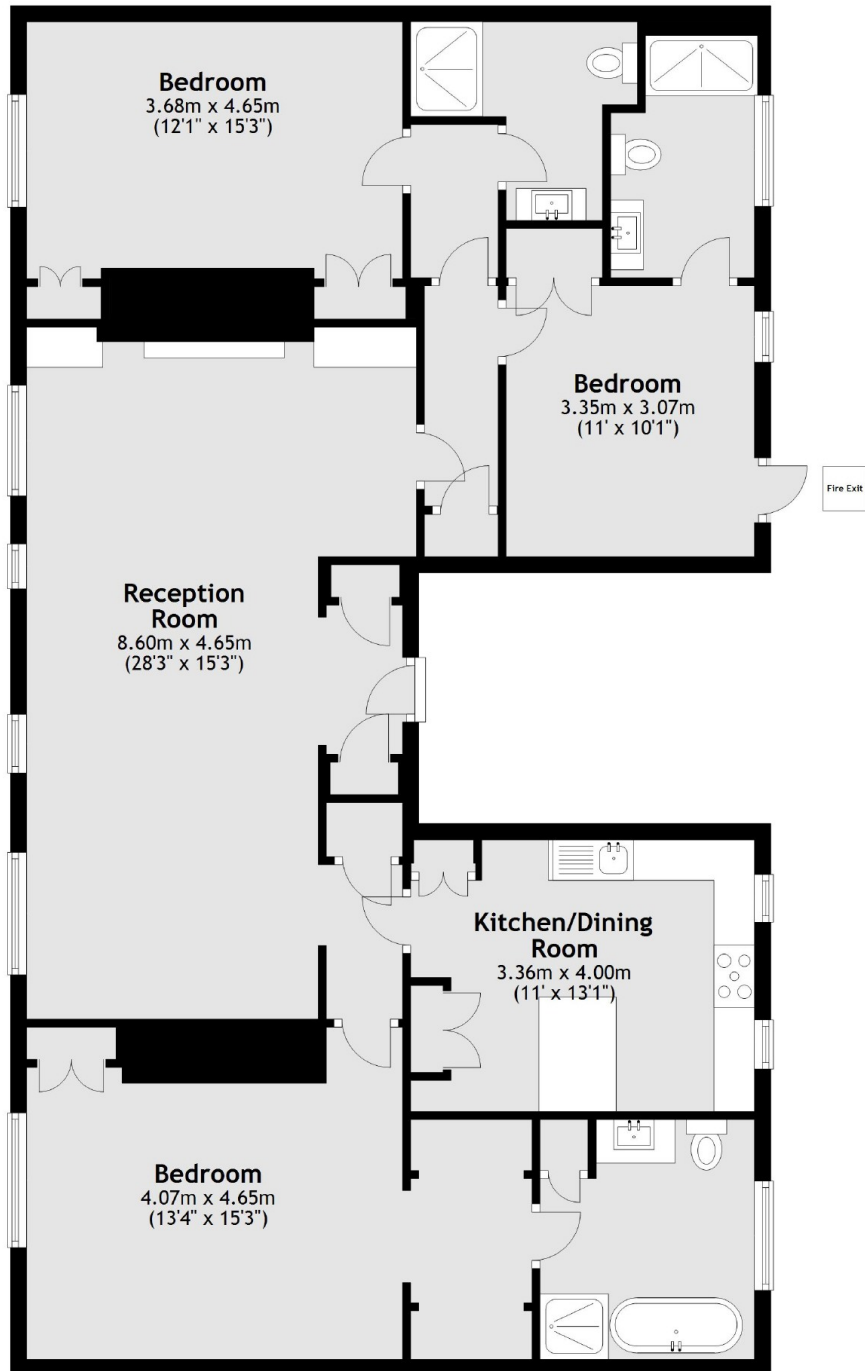 Bedroom
3.68m x 4.65m
(12'1" x 15'3")
Bedroom
3.35m x 3.07m
(11' x 10'1")
Fire Exit
Reception
Room
8.60m x 4.65m
(28'3" x 15'3")
Kitchen/Dining
Room
3.36m x 4.00m
(11' x 13'1")
Bedroom
4.07m x 4.65m
(13'4" x 15'3")